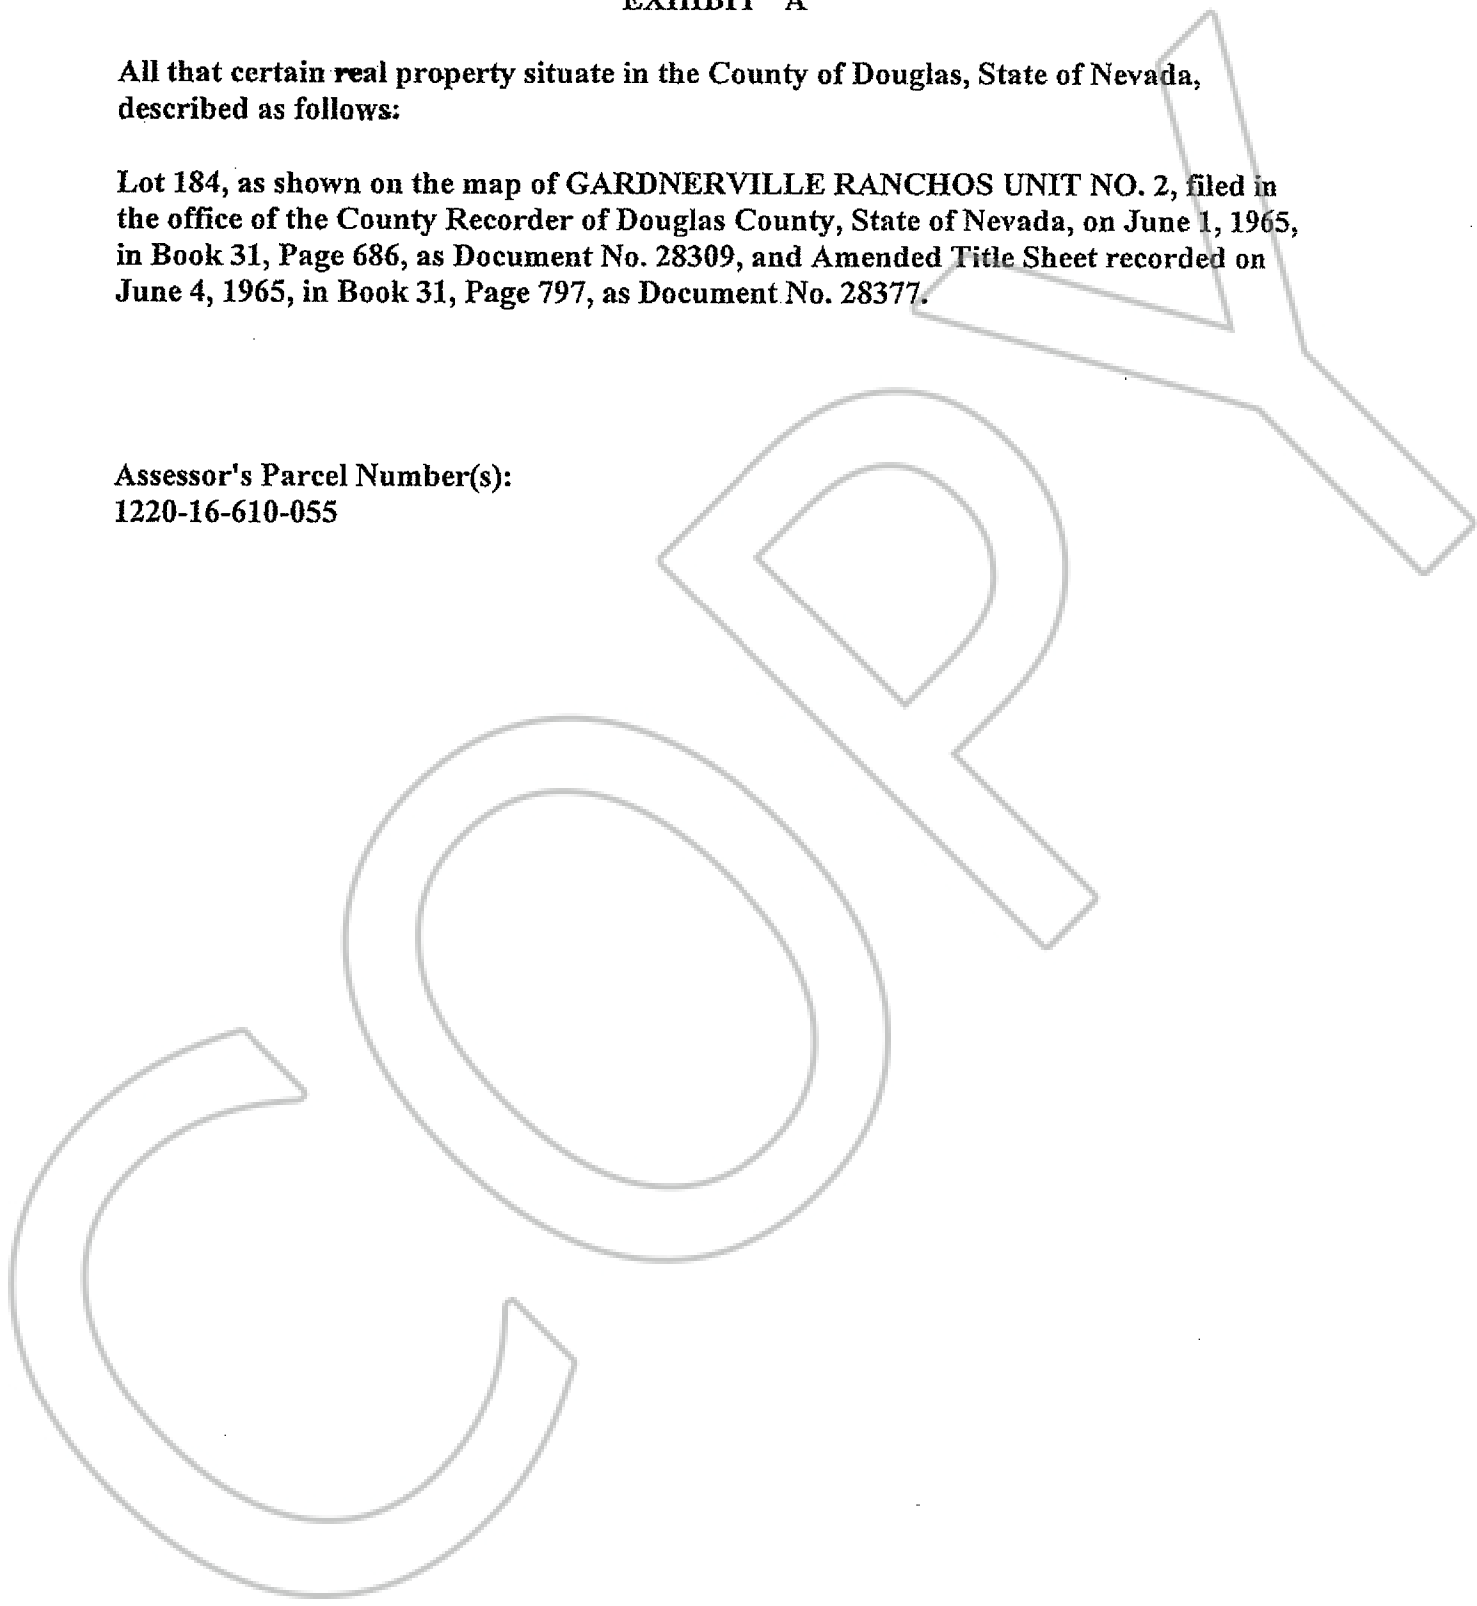 EXHIBIT A
All that certain real property situate in the County of Douglas, State of Nevada,
described as follows:
Lot 184, as shown on the map of GARDNERVILLE RANCHOS UNIT NO. 2, filed in
the office of the County Recorder of Douglas County, State of Nevada, on June 1, 1965,
in Book 31, Page 686, as Document No. 28309, and Amended Title Sheet recorded on
June 4, 1965, in Book 31, Page 797, as Document No. 28377.
Assessor's Parcel Number(s):
1220-16-610-055
COPY